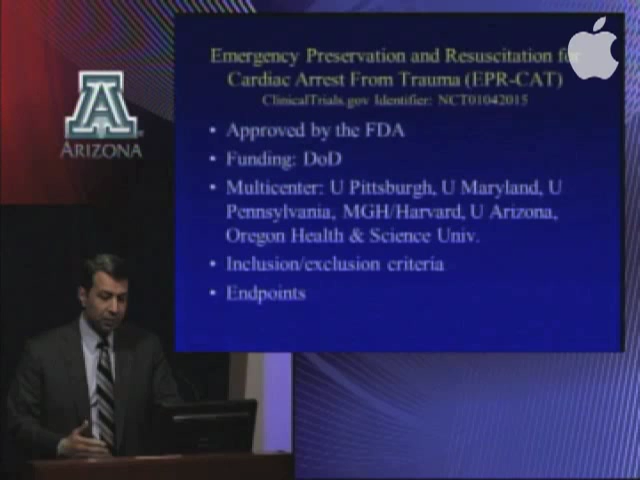 Emergency Preservation and Resuscitation for
Cardiac Arrest From Trauma (EPR-CAT)
ClinicalTrials.gov Identifier: NCT01042015
• Approved by the FDA
• Funding: DoD
• Multicenter: U Pittsburgh, U Maryland, U
Pennsylvania, MGH/Harvard, U Arizona,
Oregon Health & Science Univ.
• Inclusion/exclusion criteria
• Endpoints
A
ARIZONA